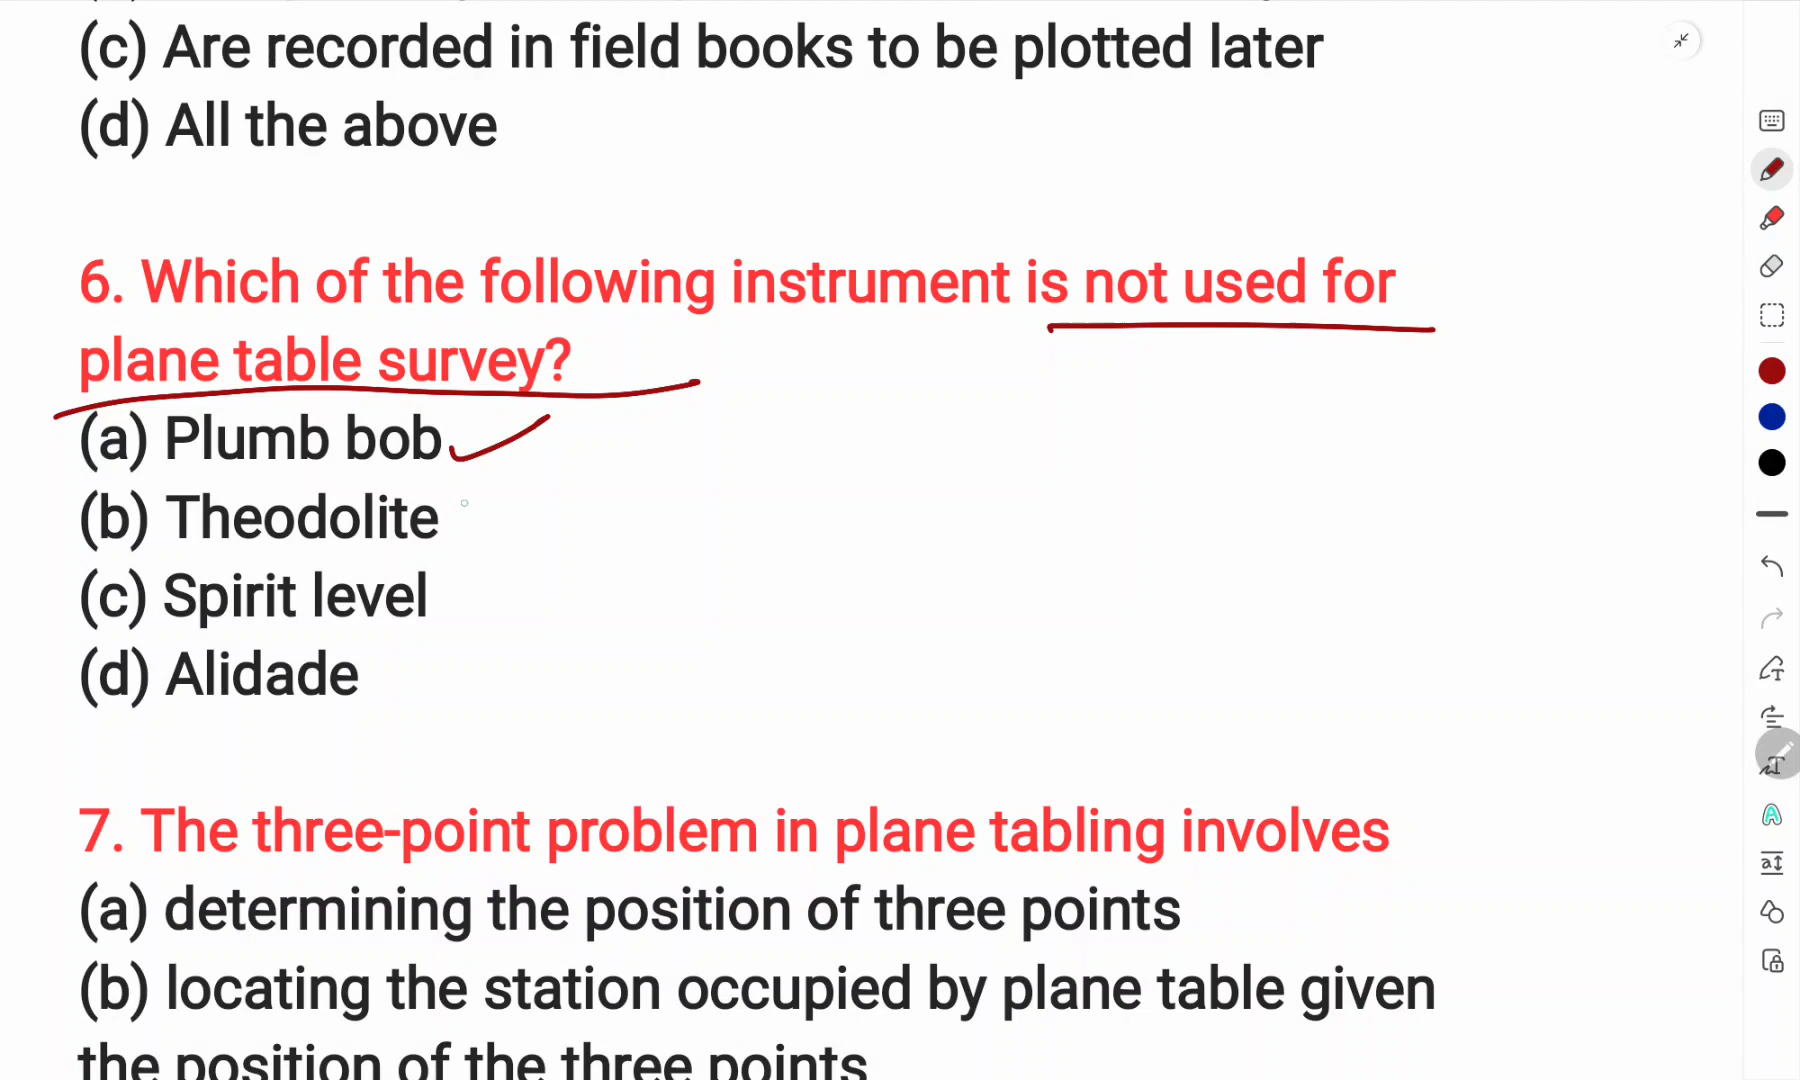 (c) Are recorded in field books to be plotted later
(d) All the above
6. Which of the following instrument is not used for
plane table survey?
(a) Plumb bob
(b) Theodolite
(c) Spirit level
(d) Alidade
7. The three-point problem in plane tabling involves
(a) determining the position of three points
(b) locating the station occupied by plane table given
the position of the three points